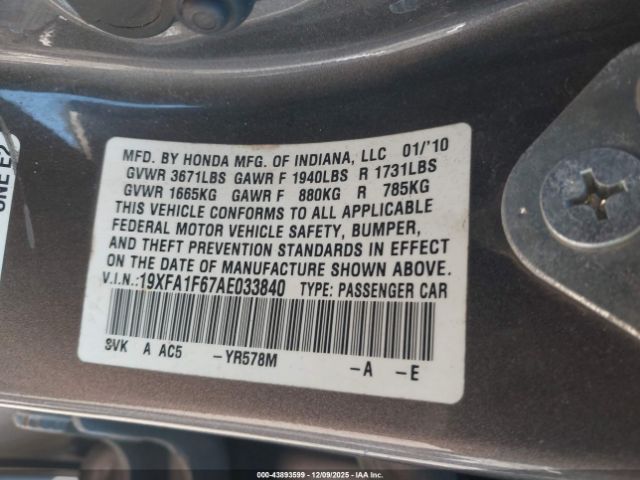 MFD. BY HONDA MFG. OF INDIANA, LLC 01/'10
GVWR 3671LBS GAWR F 1940LBS R 1731LBS
GVWR 1665KG GAWR F 880KG R 785KG
THIS VEHICLE CONFORMS TO ALL APPLICABLE
FEDERAL MOTOR VEHICLE SAFETY, BUMPER,
AND THEFT PREVENTION STANDARDS IN EFFECT
ON THE DATE OF MANUFACTURE SHOWN ABOVE.
V.I.N.:19XFA1F67AE033840 TYPE: PASSENGER CAR
SVK A AC5 -YR578M -A -E
000-43893599 - 12/09/2025 - IAA Inc.